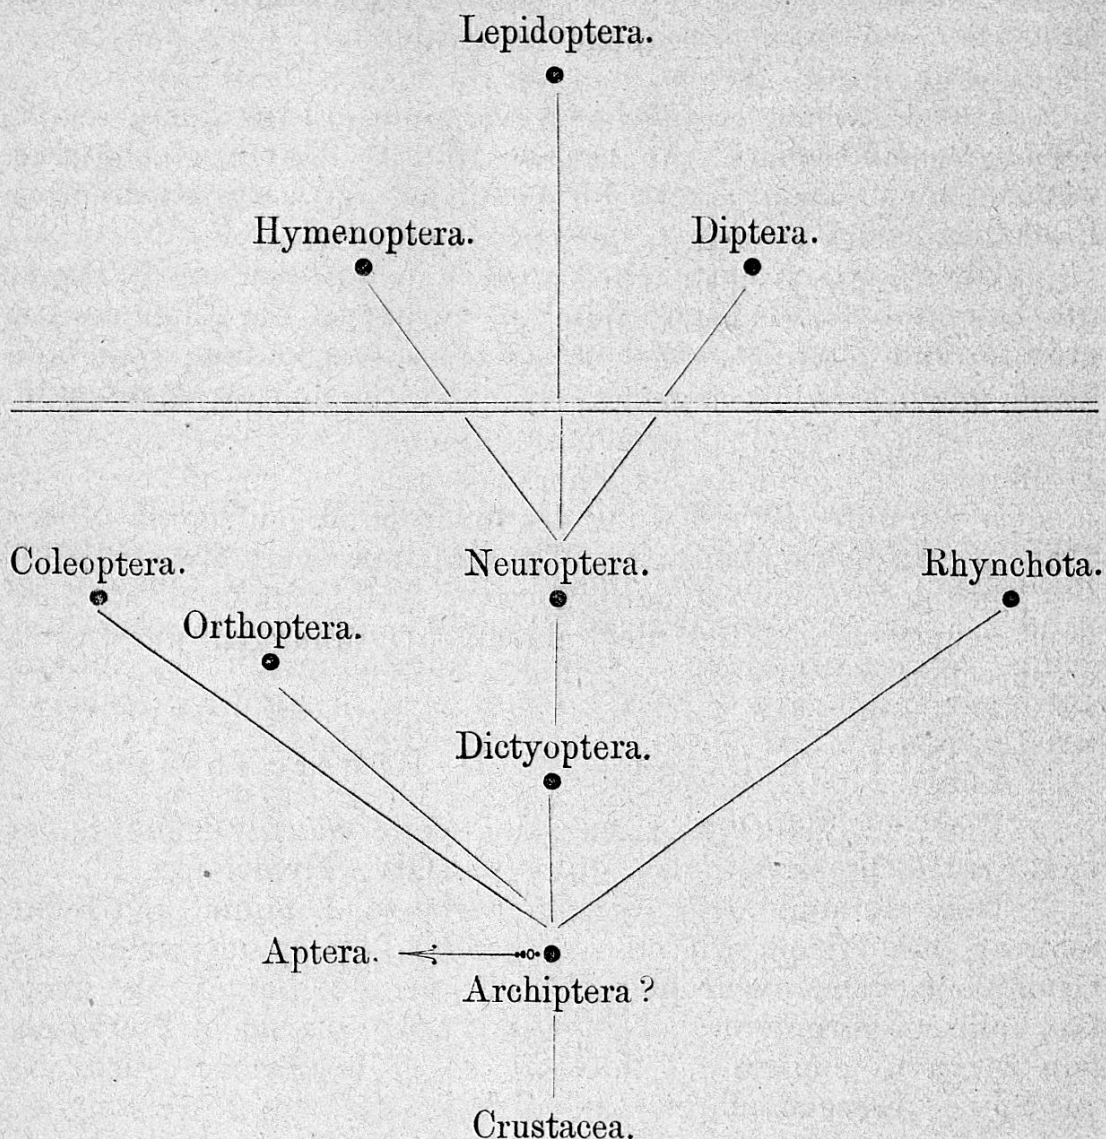 Lepidoptera.
Hymenoptera. Diptera.
Coleoptera. Neuroptera. Rhynchota.
Orthoptera.
Dictyoptera.
Aptera.
Archiptera ?
Crustacea.